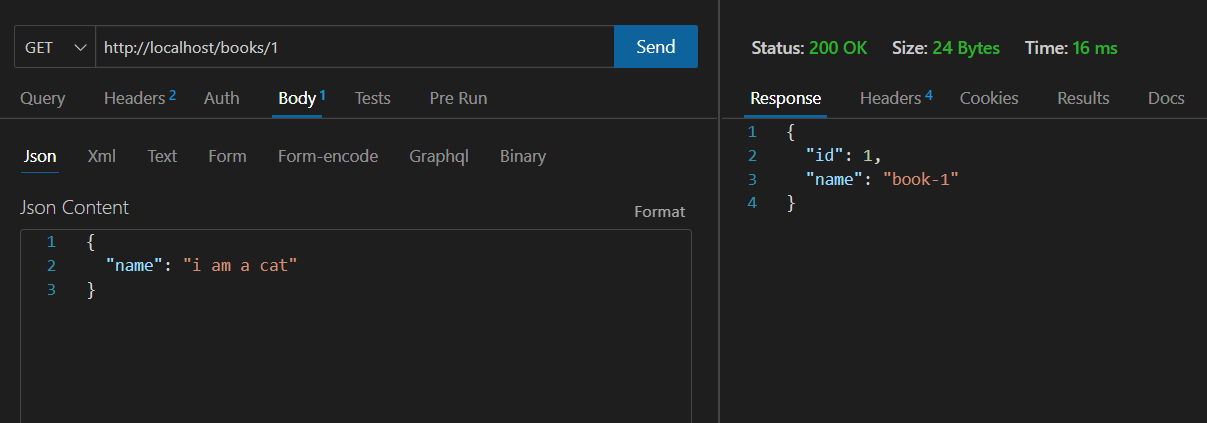 GET http://localhost/books/1 Send
Query Headers 2 Auth Body 1 Tests Pre Run
Json Xml Text Form Form-encode Graphql Binary
Json Content
Format
1 {
2 "name": "i am a cat"
3 }
Status: 200 OK Size: 24 Bytes Time: 16 ms
Response Headers 4 Cookies Results Docs
1 {
2 "id": 1,
3 "name": "book-1"
4 }